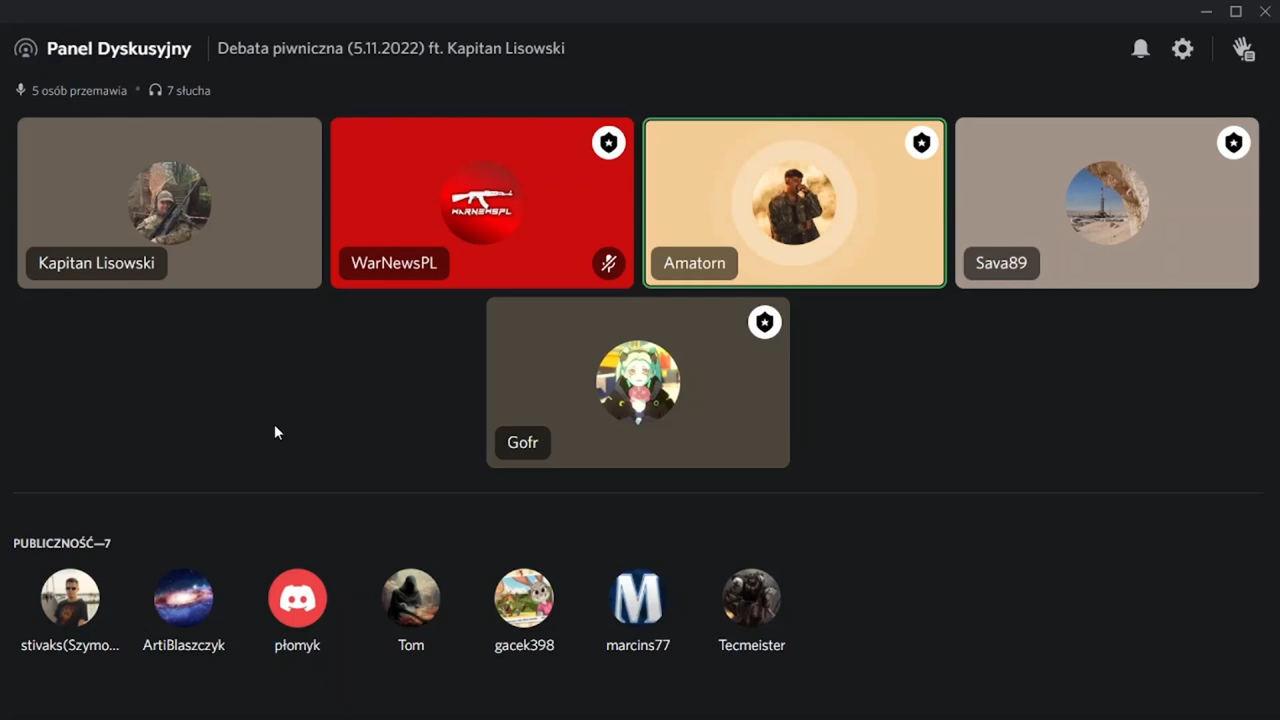 Panel Dyskusyjny
Debata piwniczna (5.11.2022) ft. Kapitan Lisowski
5 osób przemawia • 7 słucha
Kapitan Lisowski
WARNEWSPL
WarNewsPL
Amatorn
Sava89
Gofr
PUBLICZNOŚĆ—7
stivaks(Szymo...
ArtiBlaszczyk
płomyk
Tom
gacek398
M
marcins77
Tecmeister